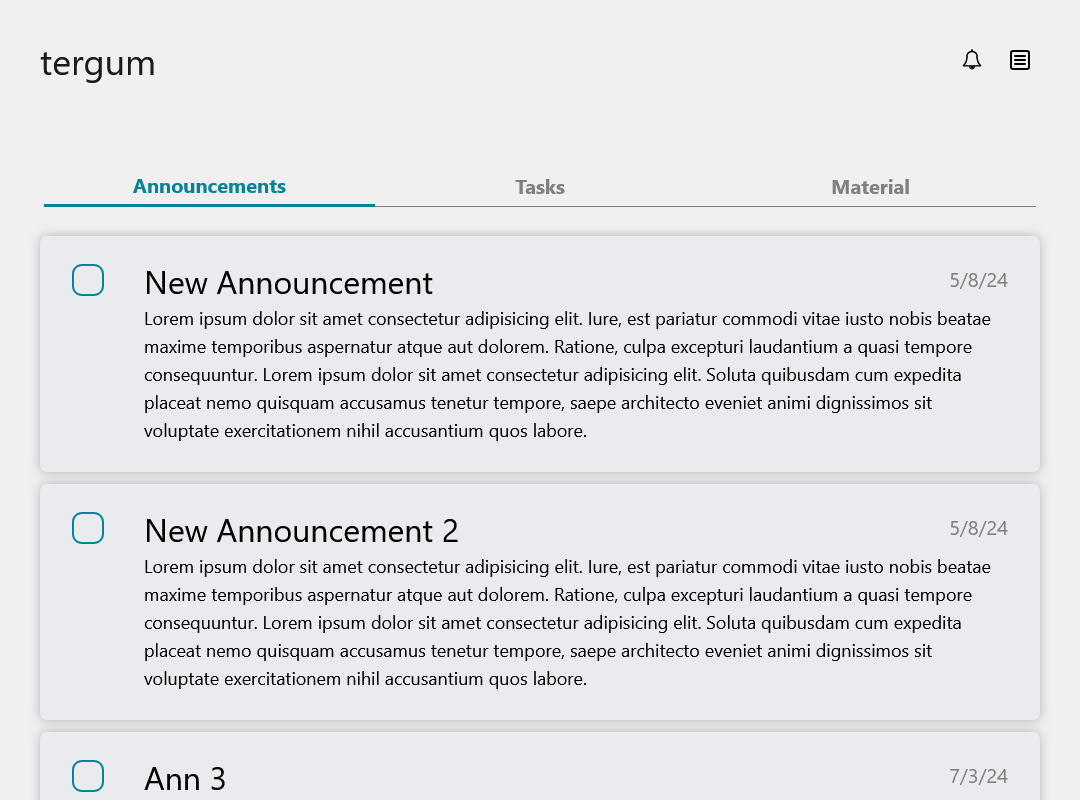 tergum
Announcements Tasks Material
New Announcement 5/8/24
Lorem ipsum dolor sit amet consectetur adipisicing elit. Iure, est pariatur commodi vitae iusto nobis beatae
maxime temporibus aspernatur atque aut dolorem. Ratione, culpa excepturi laudantium a quasi tempore
consequuntur. Lorem ipsum dolor sit amet consectetur adipisicing elit. Soluta quibusdam cum expedita
placeat nemo quisquam accusamus tenetur tempore, saepe architecto eveniet animi dignissimos sit
voluptate exercitationem nihil accusantium quos labore.
New Announcement 2 5/8/24
Lorem ipsum dolor sit amet consectetur adipisicing elit. Iure, est pariatur commodi vitae iusto nobis beatae
maxime temporibus aspernatur atque aut dolorem. Ratione, culpa excepturi laudantium a quasi tempore
consequuntur. Lorem ipsum dolor sit amet consectetur adipisicing elit. Soluta quibusdam cum expedita
placeat nemo quisquam accusamus tenetur tempore, saepe architecto eveniet animi dignissimos sit
voluptate exercitationem nihil accusantium quos labore.
Ann 3 7/3/24